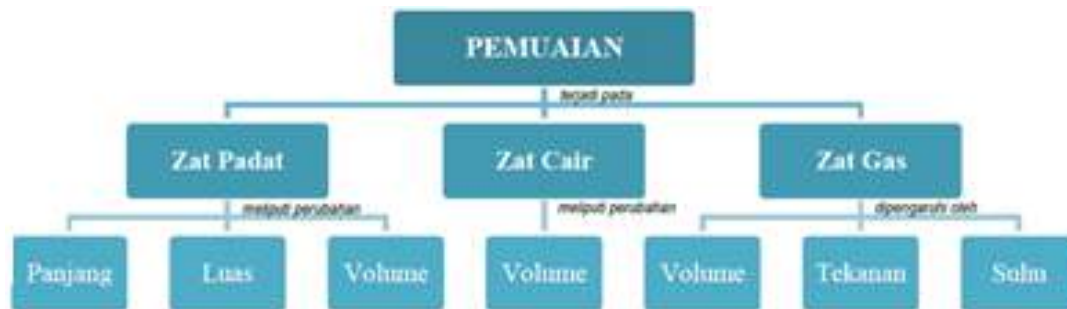 PEMUAIAN
terjadi pada
Zat Padat
Zat Cair
Zat Gas
meliputi perubahan
meliputi perubahan
dipengaruhi oleh
Panjang
Luas
Volume
Volume
Volume
Tekanan
Suhu